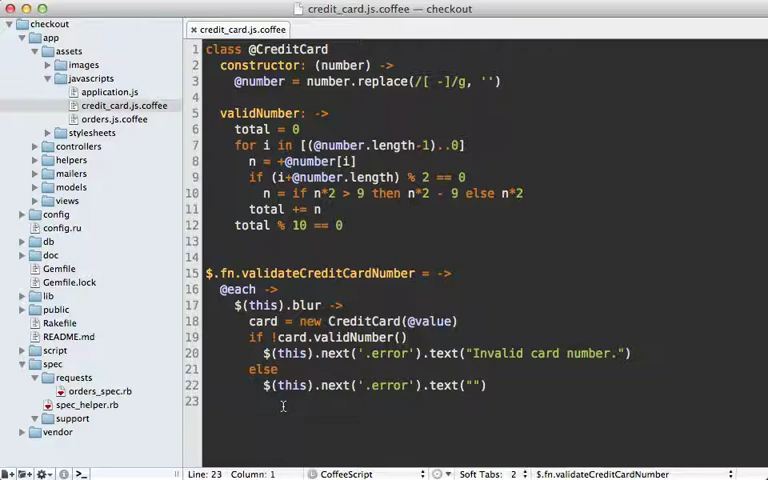 credit_card.js.coffee — checkout
checkout
app
assets
images
javascripts
application.js
credit_card.js.coffee
orders.js.coffee
stylesheets
controllers
helpers
mailers
models
views
config
config.ru
db
doc
Gemfile
Gemfile.lock
lib
public
Rakefile
README.md
script
spec
requests
orders_spec.rb
spec_helper.rb
support
vendor
× credit_card.js.coffee
1 class @CreditCard
2   constructor: (number) ->
3     @number = number.replace(/[ -]/g, '')
4
5   validNumber: ->
6     total = 0
7     for i in [(@number.length-1)..0]
8       n = +@number[i]
9       if (i+@number.length) % 2 == 0
10         n = if n*2 > 9 then n*2 - 9 else n*2
11       total += n
12     total % 10 == 0
13
14
15 $.fn.validateCreditCardNumber = ->
16   @each ->
17     $(this).blur ->
18       card = new CreditCard(@value)
19       if !card.validNumber()
20         $(this).next('.error').text("Invalid card number.")
21       else
22         $(this).next('.error').text("")
23
Line: 23 Column: 1 CoffeeScript Soft Tabs: 2 $.fn.validateCreditCardNumber